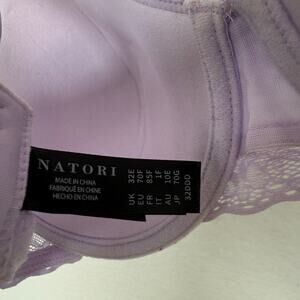 NATORI
MADE IN CHINA
FABRIQUÉ EN CHINE
HECHO EN CHINA
UK 32E
EU 70F
FR 85F
IT 1F
AU 10E
JP 70G
32DDD